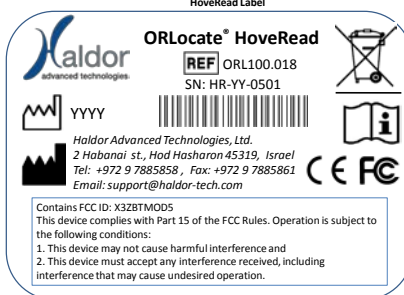 HoveRead Label
Haldor
advanced technologies
ORLocate® HoveRead
REF ORL100.018
SN: HR-YY-0501
YYYY
Haldor Advanced Technologies, Ltd.
2 Habanai st., Hod Hasharon 45319, Israel
Tel: +972 9 7885858 , Fax: +972 9 7885861
Email: support@haldor-tech.com
CE FC
Contains FCC ID: X3ZBTMOD5
This device complies with Part 15 of the FCC Rules. Operation is subject to
the following conditions:
1. This device may not cause harmful interference and
2. This device must accept any interference received, including
interference that may cause undesired operation.